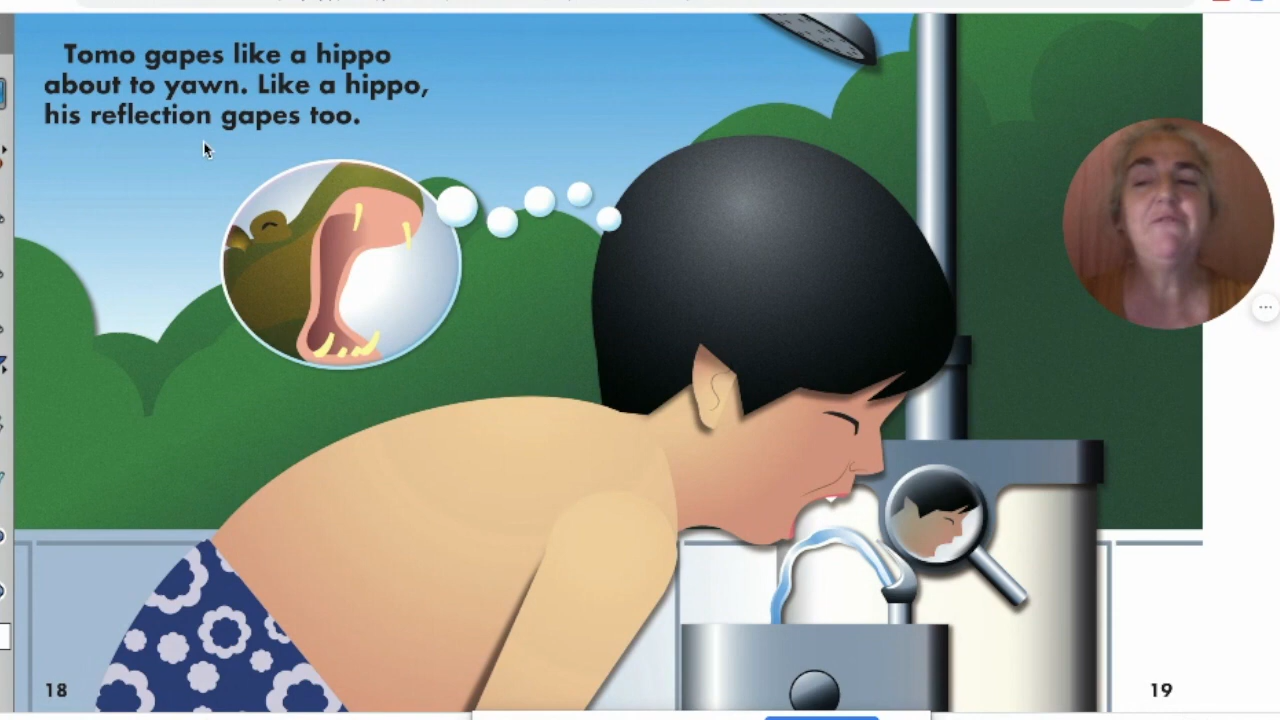 Tomo gapes like a hippo
about to yawn. Like a hippo,
his reflection gapes too.
18
19